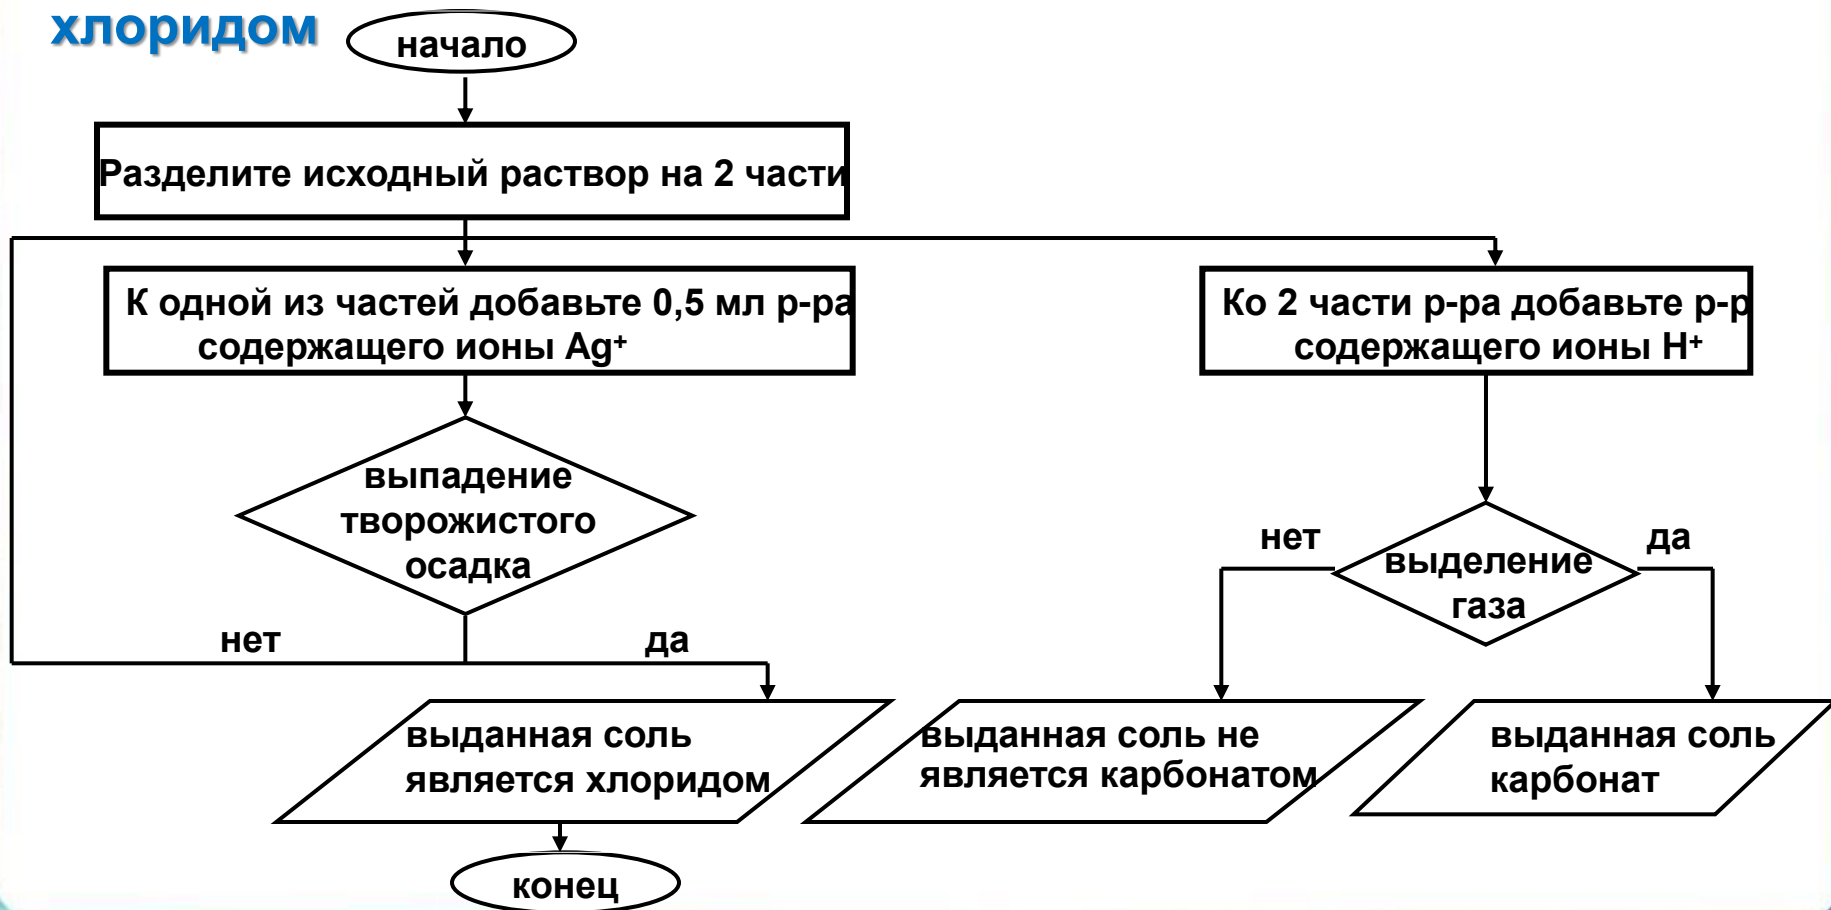 хлоридом
начало
Разделите исходный раствор на 2 части
К одной из частей добавьте 0,5 мл р-ра
содержащего ионы Ag⁺
Ко 2 части р-ра добавьте р-р
содержащего ионы Н⁺
выпадение
творожистого
осадка
нет
да
выделение
газа
нет
да
выданная соль
является хлоридом
выданная соль не
является карбонатом
выданная соль
карбонат
конец